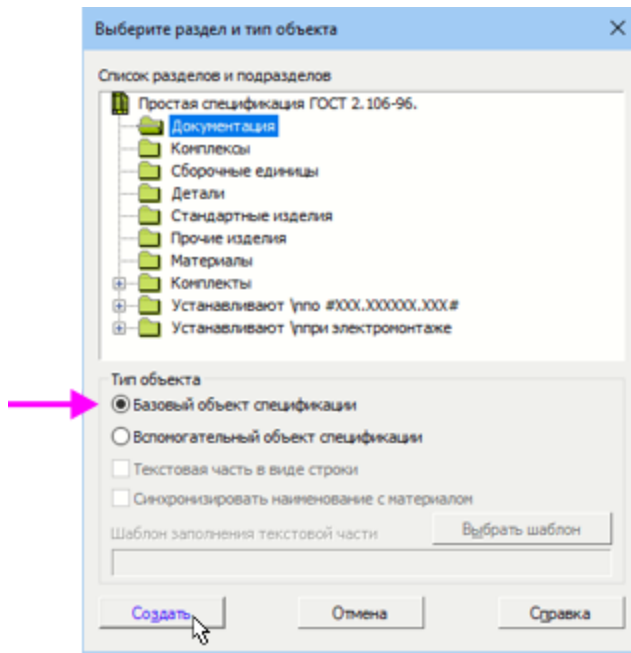 Выберите раздел и тип объекта
Список разделов и подразделов
Простая спецификация ГОСТ 2.106-96.
Документация
Комплексы
Сборочные единицы
Детали
Стандартные изделия
Прочие изделия
Материалы
Комплекты
Устанавливают \nпо #XXX.XXXXXX.XXX#
Устанавливают \nпри электромонтаже
Тип объекта
Базовый объект спецификации
Вспомогательный объект спецификации
Текстовая часть в виде строки
Синхронизировать наименование с материалом
Шаблон заполнения текстовой части
Выбрать шаблон
Создать
Отмена
Справка